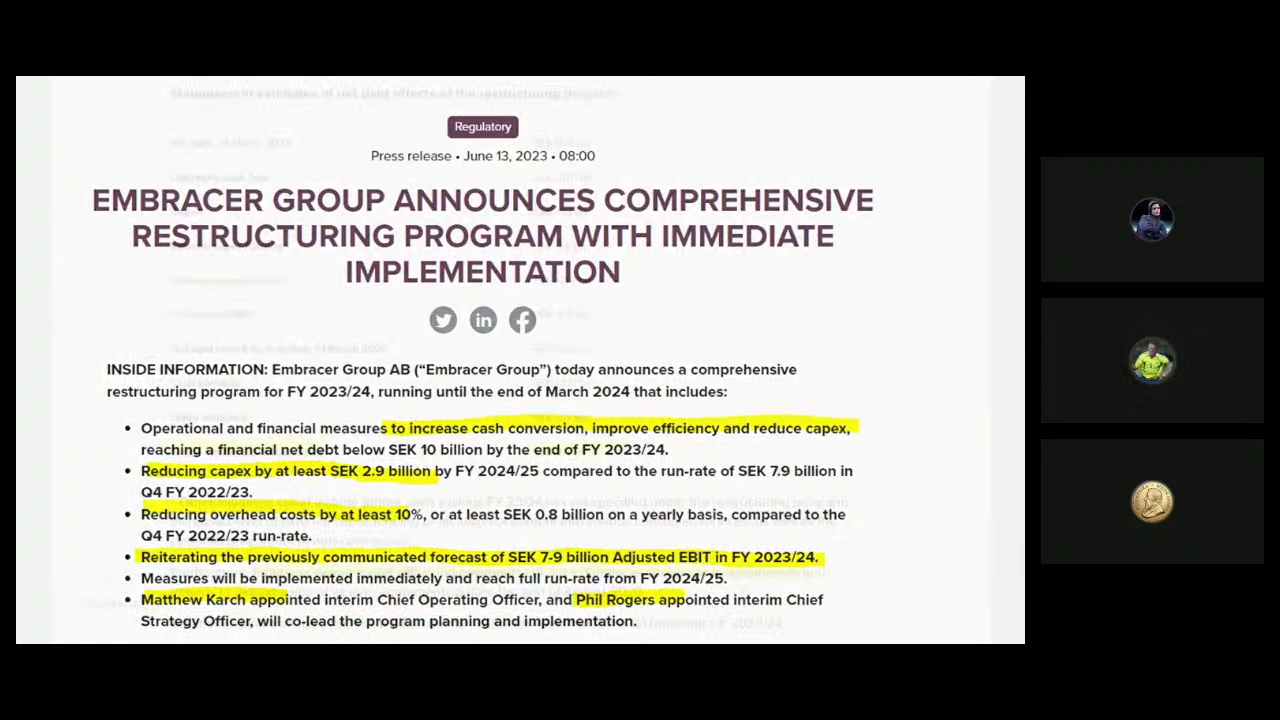 Regulatory
Press release • June 13, 2023 • 08:00
EMBRACER GROUP ANNOUNCES COMPREHENSIVE
RESTRUCTURING PROGRAM WITH IMMEDIATE
IMPLEMENTATION
INSIDE INFORMATION: Embracer Group AB (“Embracer Group”) today announces a comprehensive
restructuring program for FY 2023/24, running until the end of March 2024 that includes:
• Operational and financial measures to increase cash conversion, improve efficiency and reduce capex,
reaching a financial net debt below SEK 10 billion by the end of FY 2023/24.
• Reducing capex by at least SEK 2.9 billion by FY 2024/25 compared to the run-rate of SEK 7.9 billion in
Q4 FY 2022/23.
• Reducing overhead costs by at least 10%, or at least SEK 0.8 billion on a yearly basis, compared to the
Q4 FY 2022/23 run-rate.
• Reiterating the previously communicated forecast of SEK 7-9 billion Adjusted EBIT in FY 2023/24.
• Measures will be implemented immediately and reach full run-rate from FY 2024/25.
• Matthew Karch appointed interim Chief Operating Officer, and Phil Rogers appointed interim Chief
Strategy Officer, will co-lead the program planning and implementation.